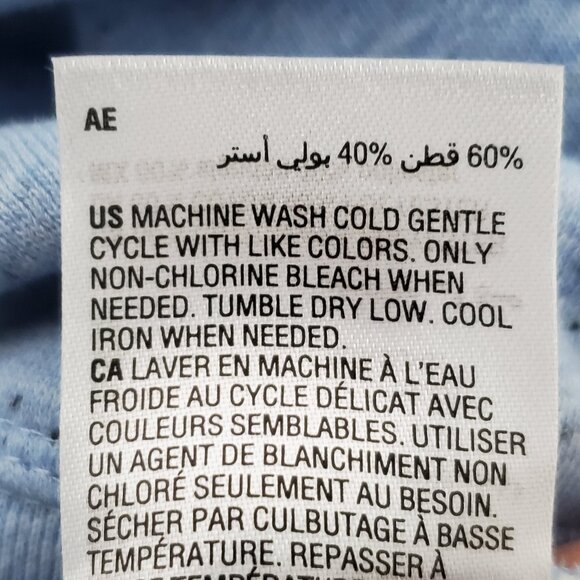 AE
60% قطن 40% بولي أستر
US MACHINE WASH COLD GENTLE
CYCLE WITH LIKE COLORS. ONLY
NON-CHLORINE BLEACH WHEN
NEEDED. TUMBLE DRY LOW. COOL
IRON WHEN NEEDED.
CA LAVER EN MACHINE À L'EAU
FROIDE AU CYCLE DÉLICAT AVEC
COULEURS SEMBLABLES. UTILISER
UN AGENT DE BLANCHIMENT NON
CHLORÉ SEULEMENT AU BESOIN.
SÉCHER PAR CULBUTAGE À BASSE
TEMPÉRATURE. REPASSER À